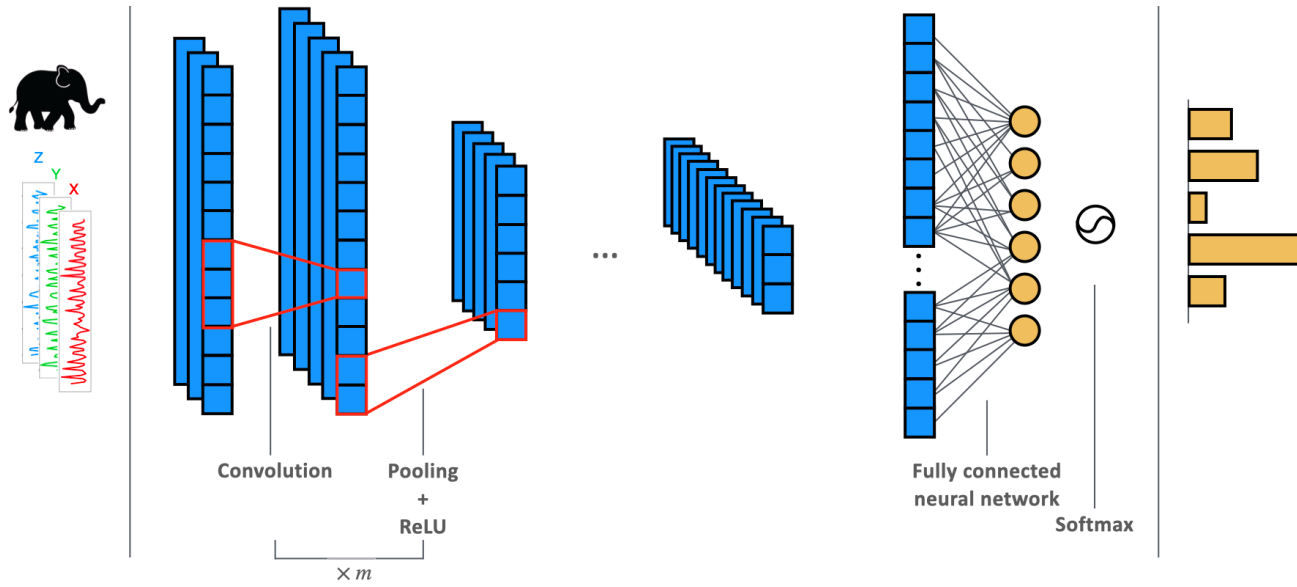 Z
Y
X
...
Convolution
Pooling
+
ReLU
× m
Fully connected
neural network
Softmax